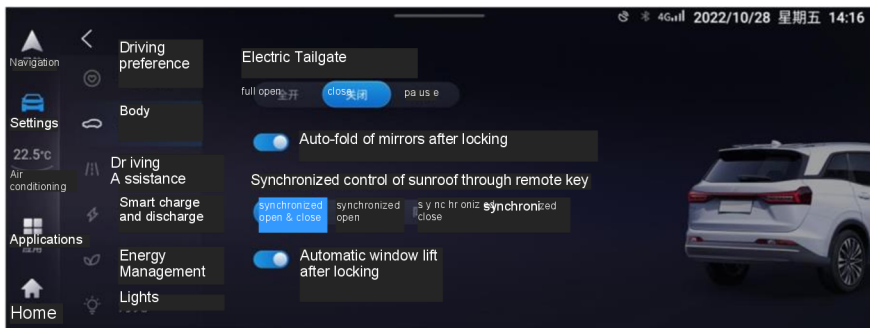 4G 2022/10/28 星期五 14:16
Navigation
Settings
22.5°C
Air
conditioning
Applications
Home
Driving
preference
Body
Dr iving
A ssistance
Smart charge
and discharge
Energy
Management
Lights
Electric Tailgate
full open 全开 close 关闭 pa us e
Auto-fold of mirrors after locking
Synchronized control of sunroof through remote key
synchronized
open & close
synchronized
open
s y nc hr oniz ed
close
synchronized
Automatic window lift
after locking